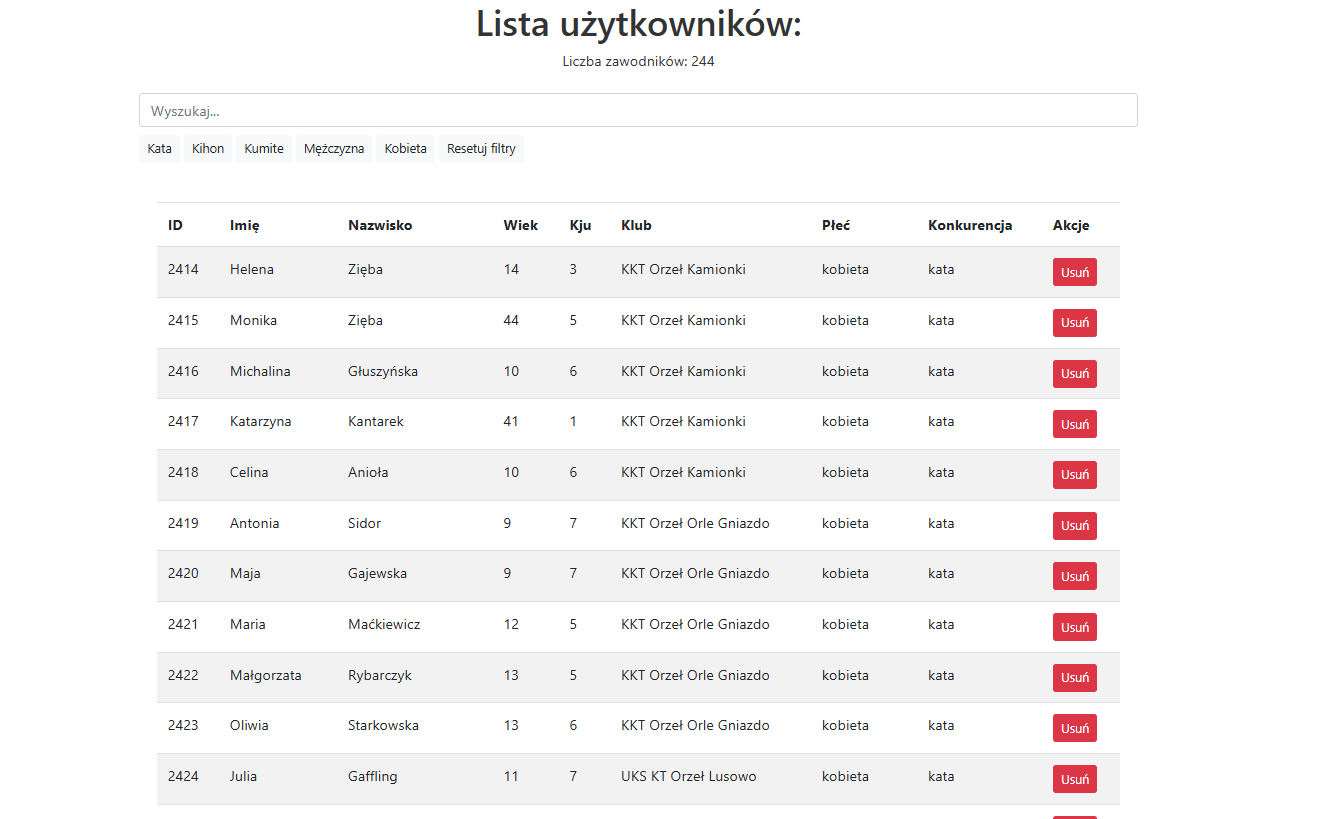 Lista użytkowników:
Liczba zawodników: 244
Wyszukaj...
Kata Kihon Kumite Mężczyzna Kobieta Resetuj filtry
ID Imię Nazwisko Wiek Kju Klub Płeć Konkurencja Akcje
2414 Helena Zięba 14 3 KKT Orzeł Kamionki kobieta kata Usuń
2415 Monika Zięba 44 5 KKT Orzeł Kamionki kobieta kata Usuń
2416 Michalina Głuszyńska 10 6 KKT Orzeł Kamionki kobieta kata Usuń
2417 Katarzyna Kantarek 41 1 KKT Orzeł Kamionki kobieta kata Usuń
2418 Celina Anioła 10 6 KKT Orzeł Kamionki kobieta kata Usuń
2419 Antonia Sidor 9 7 KKT Orzeł Orle Gniazdo kobieta kata Usuń
2420 Maja Gajewska 9 7 KKT Orzeł Orle Gniazdo kobieta kata Usuń
2421 Maria Maćkiewicz 12 5 KKT Orzeł Orle Gniazdo kobieta kata Usuń
2422 Małgorzata Rybarczyk 13 5 KKT Orzeł Orle Gniazdo kobieta kata Usuń
2423 Oliwia Starkowska 13 6 KKT Orzeł Orle Gniazdo kobieta kata Usuń
2424 Julia Gaffling 11 7 UKS KT Orzeł Lusowo kobieta kata Usuń